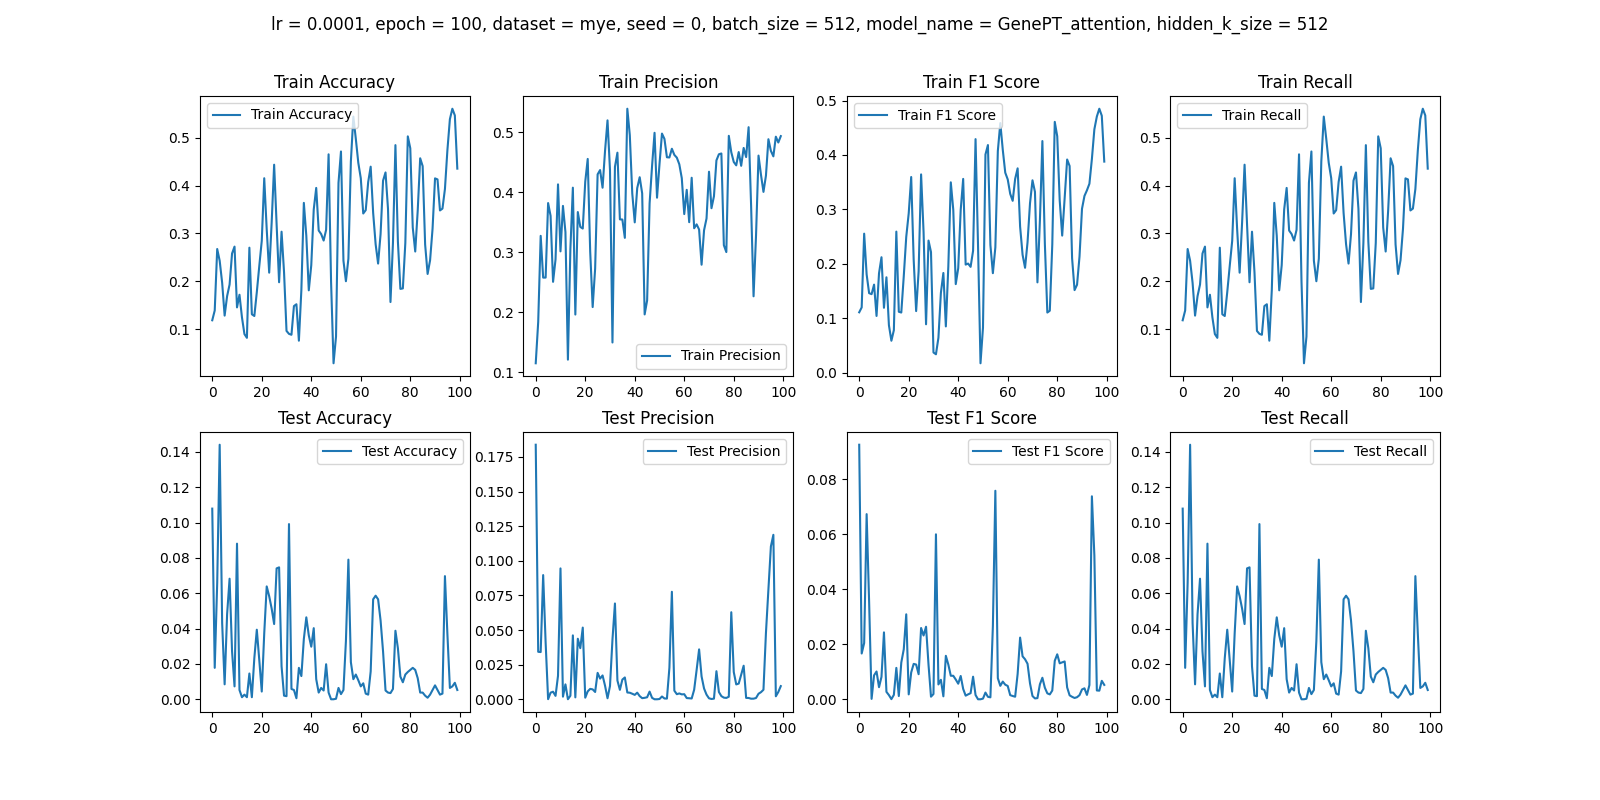 lr = 0.0001, epoch = 100, dataset = mye, seed = 0, batch_size = 512, model_name = GenePT_attention, hidden_k_size = 512
Train Accuracy
Train Accuracy
0.5
0.4
0.3
0.2
0.1
0 20 40 60 80 100
Train Precision
Train Precision
0.5
0.4
0.3
0.2
0.1
0 20 40 60 80 100
Train F1 Score
Train F1 Score
0.5
0.4
0.3
0.2
0.1
0.0
0 20 40 60 80 100
Train Recall
Train Recall
0.5
0.4
0.3
0.2
0.1
0 20 40 60 80 100
Test Accuracy
Test Accuracy
0.14
0.12
0.10
0.08
0.06
0.04
0.02
0.00
0 20 40 60 80 100
Test Precision
Test Precision
0.175
0.150
0.125
0.100
0.075
0.050
0.025
0.000
0 20 40 60 80 100
Test F1 Score
Test F1 Score
0.08
0.06
0.04
0.02
0.00
0 20 40 60 80 100
Test Recall
Test Recall
0.14
0.12
0.10
0.08
0.06
0.04
0.02
0.00
0 20 40 60 80 100